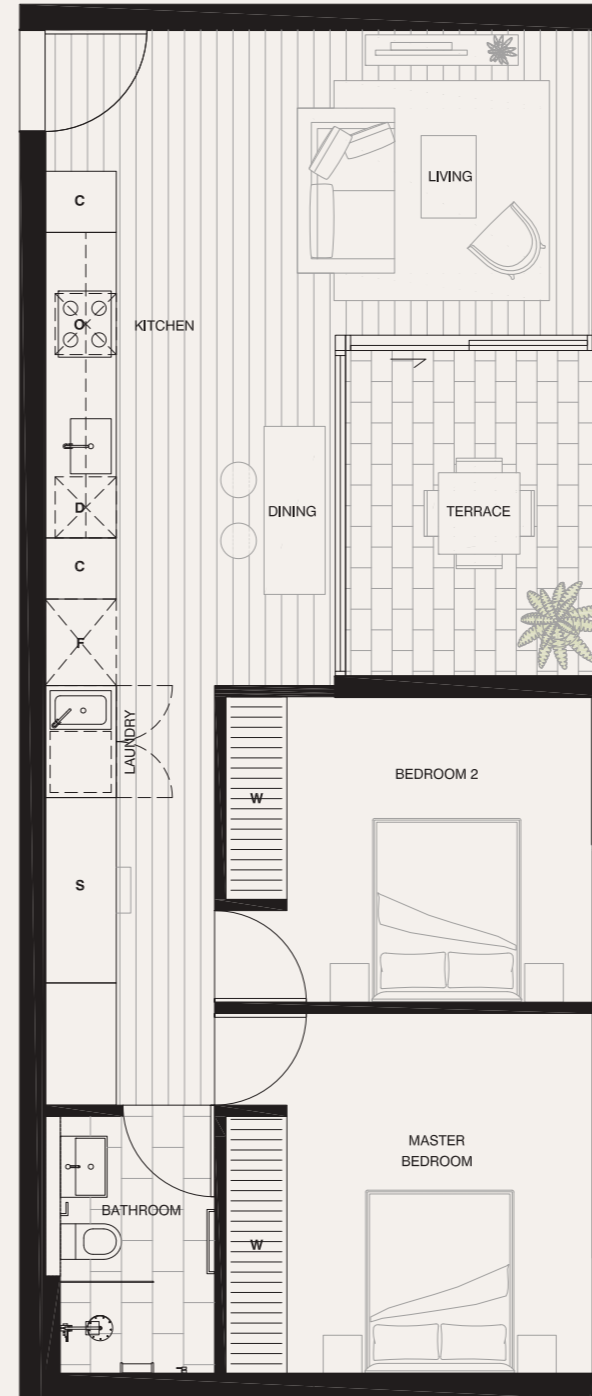 LIVING
C
O
KITCHEN
D
DINING
TERRACE
C
F
LAUNDRY
BEDROOM 2
W
S
MASTER
BEDROOM
BATHROOM
W